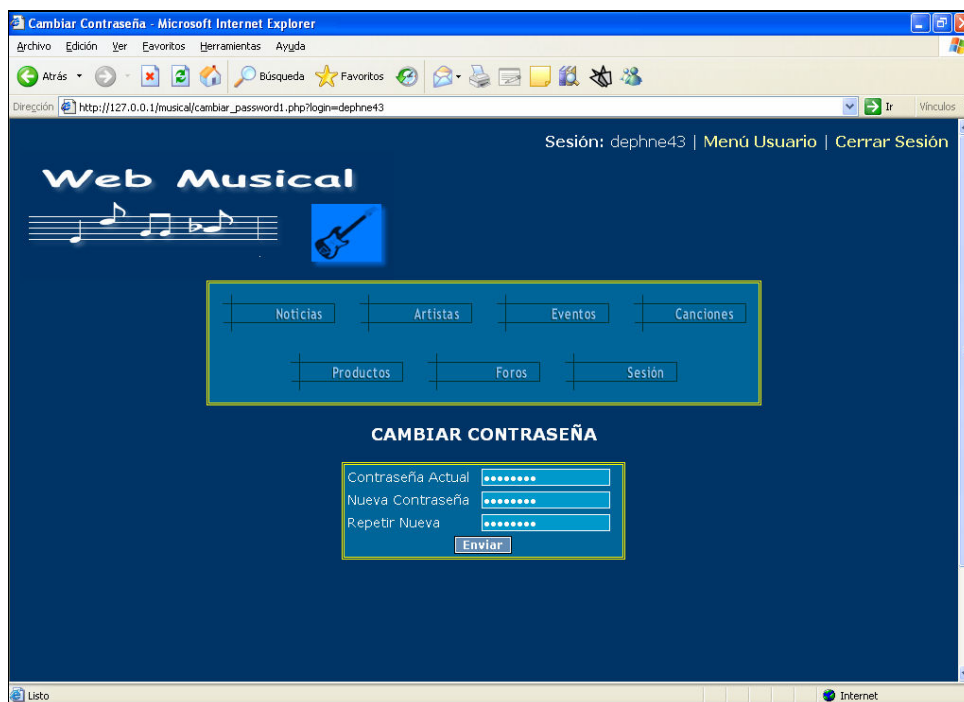 Cambiar Contraseña - Microsoft Internet Explorer
Archivo Edición Ver Favoritos Herramientas Ayuda
Atrás Búsqueda Favoritos
Dirección http://127.0.0.1/musical/cambiar_password1.php?login=dephne43 Ir Vínculos
Sesión: dephne43 | Menú Usuario | Cerrar Sesión
Web Musical
Noticias Artistas Eventos Canciones
Productos Foros Sesión
CAMBIAR CONTRASEÑA
Contraseña Actual ••••••••
Nueva Contraseña ••••••••
Repetir Nueva ••••••••
Enviar
Listo Internet